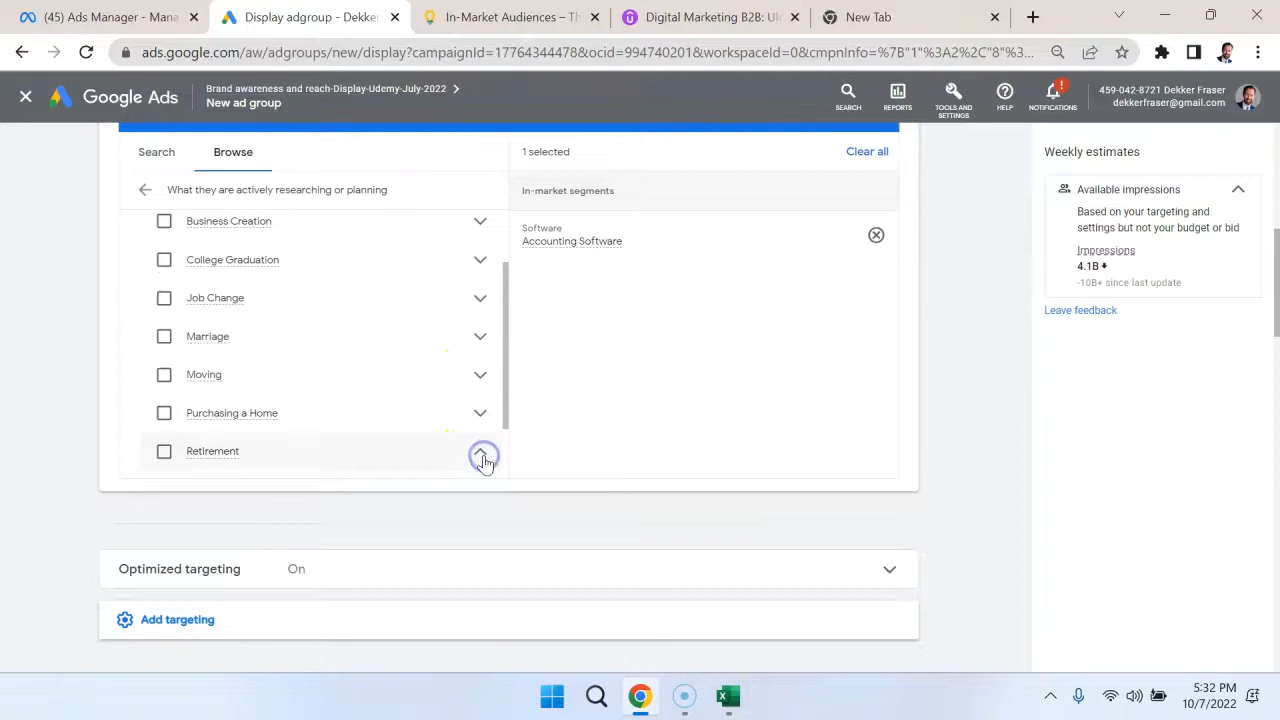 (45) Ads Manager - Mana
Display adgroup - Dekker
In-Market Audiences – Th
Digital Marketing B2B: Ul
New Tab
ads.google.com/aw/adgroups/new/display?campaignId=17764344478&ocid=994740201&workspaceId=0&cmpnInfo=%7B"1"%3A2%2C"8"%3...
Google Ads
Brand awareness and reach-Display-Udemy-July-2022
New ad group
SEARCH
REPORTS
TOOLS AND
SETTINGS
HELP
NOTIFICATIONS
459-042-8721 Dekker Fraser
dekkerfraser@gmail.com
Search
Browse
1 selected
Clear all
What they are actively researching or planning
In-market segments
Business Creation
College Graduation
Job Change
Marriage
Moving
Purchasing a Home
Retirement
Software
Accounting Software
Weekly estimates
Available impressions
Based on your targeting and
settings but not your budget or bid
Impressions
4.1B
-10B+ since last update
Leave feedback
Optimized targeting On
Add targeting
5:32 PM
10/7/2022